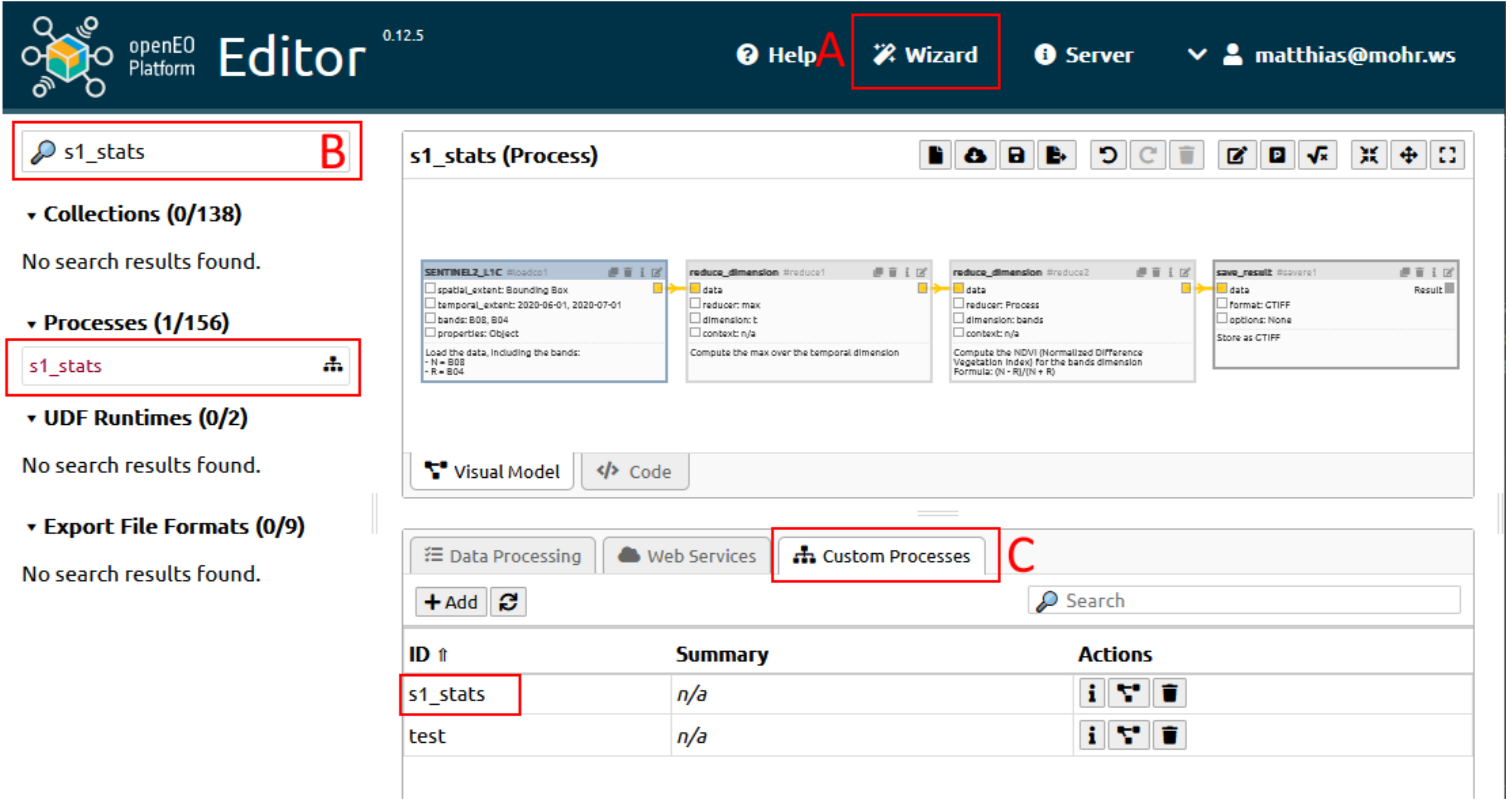 openEO Platform Editor 0.12.5
Help A Wizard Server matthias@mohr.ws
s1_stats B
Collections (0/138)
No search results found.
Processes (1/156)
s1_stats
UDF Runtimes (0/2)
No search results found.
Export File Formats (0/9)
No search results found.
s1_stats (Process)
SENTINEL2_L1C #loadco1
spatial_extent: Bounding Box
temporal_extent: 2020-06-01, 2020-07-01
bands: B08, B04
properties: Object
Load the data, including the bands:
- N = B08
- R = B04
reduce_dimension #reduce1
data
reducer: max
dimension: t
context: n/a
Compute the max over the temporal dimension
reduce_dimension #reduce2
data
reducer: Process
dimension: bands
context: n/a
Compute the NDVI (Normalized Difference
Vegetation Index) for the bands dimension
Formula: (N - R)/(N + R)
save_result #savere1
data Result
format: GTIFF
options: None
Store as GTIFF
Visual Model </> Code
Data Processing Web Services Custom Processes C
+ Add Search
ID ⇑ Summary Actions
s1_stats n/a
test n/a